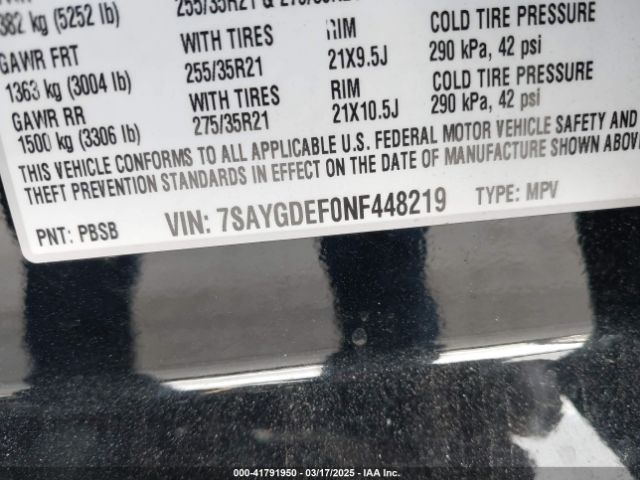 382 kg (5252 lb)
255/35R21 &
GAWR FRT WITH TIRES RIM COLD TIRE PRESSURE
1363 kg (3004 lb) 255/35R21 21X9.5J 290 kPa, 42 psi
GAWR RR WITH TIRES RIM COLD TIRE PRESSURE
1500 kg (3306 lb) 275/35R21 21X10.5J 290 kPa, 42 psi
THIS VEHICLE CONFORMS TO ALL APPLICABLE U.S. FEDERAL MOTOR VEHICLE SAFETY AND
THEFT PREVENTION STANDARDS IN EFFECT ON THE DATE OF MANUFACTURE SHOWN ABOVE
PNT: PBSB VIN: 7SAYGDEF0NF448219 TYPE: MPV
000-41791950 — 03/17/2025 — IAA Inc.